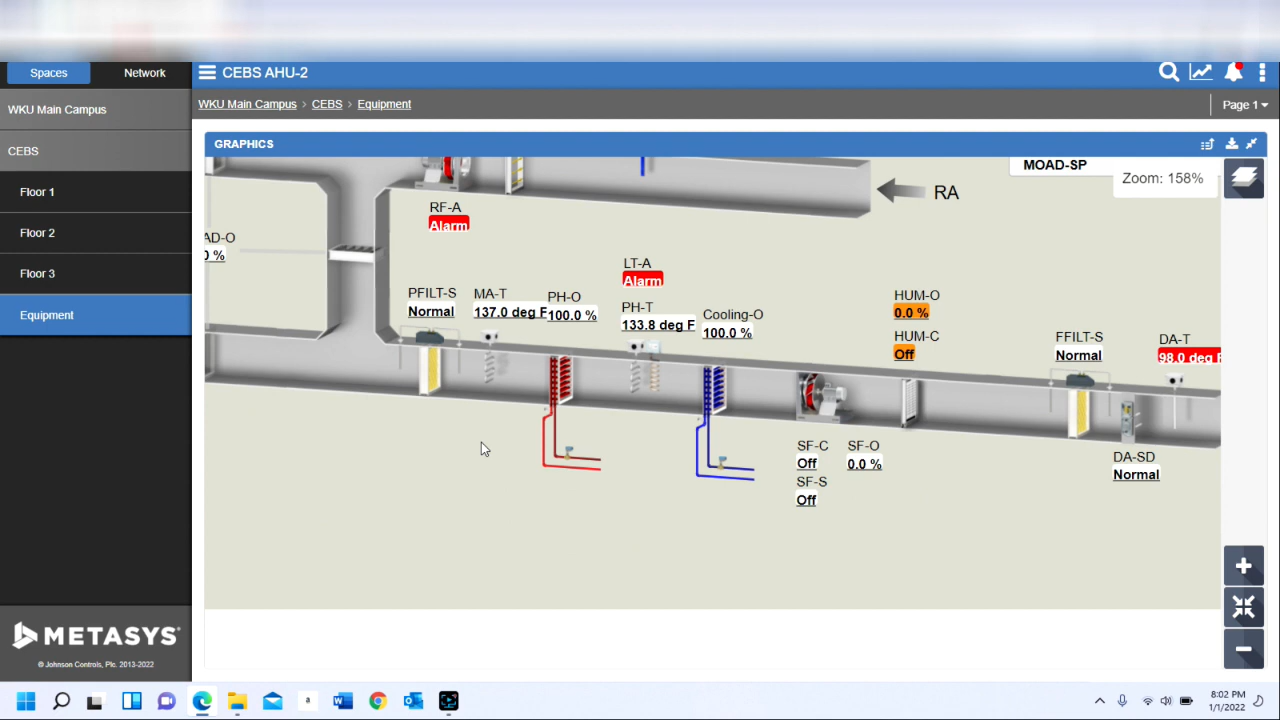 Spaces Network
CEBS AHU-2
WKU Main Campus
WKU Main Campus > CEBS > Equipment
Page 1
CEBS
GRAPHICS
Floor 1
Floor 2
Floor 3
Equipment
MOAD-SP
Zoom: 158%
RA
RF-A
Alarm
AD-O
0 %
LT-A
Alarm
PFILT-S
Normal
MA-T
137.0 deg F
PH-O
100.0 %
PH-T
133.8 deg F
Cooling-O
100.0 %
HUM-O
0.0 %
HUM-C
Off
FFILT-S
Normal
DA-T
98.0 deg F
SF-C
Off
SF-O
0.0 %
SF-S
Off
DA-SD
Normal
METASYS
© Johnson Controls, Plc. 2013-2022
8:02 PM
1/1/2022